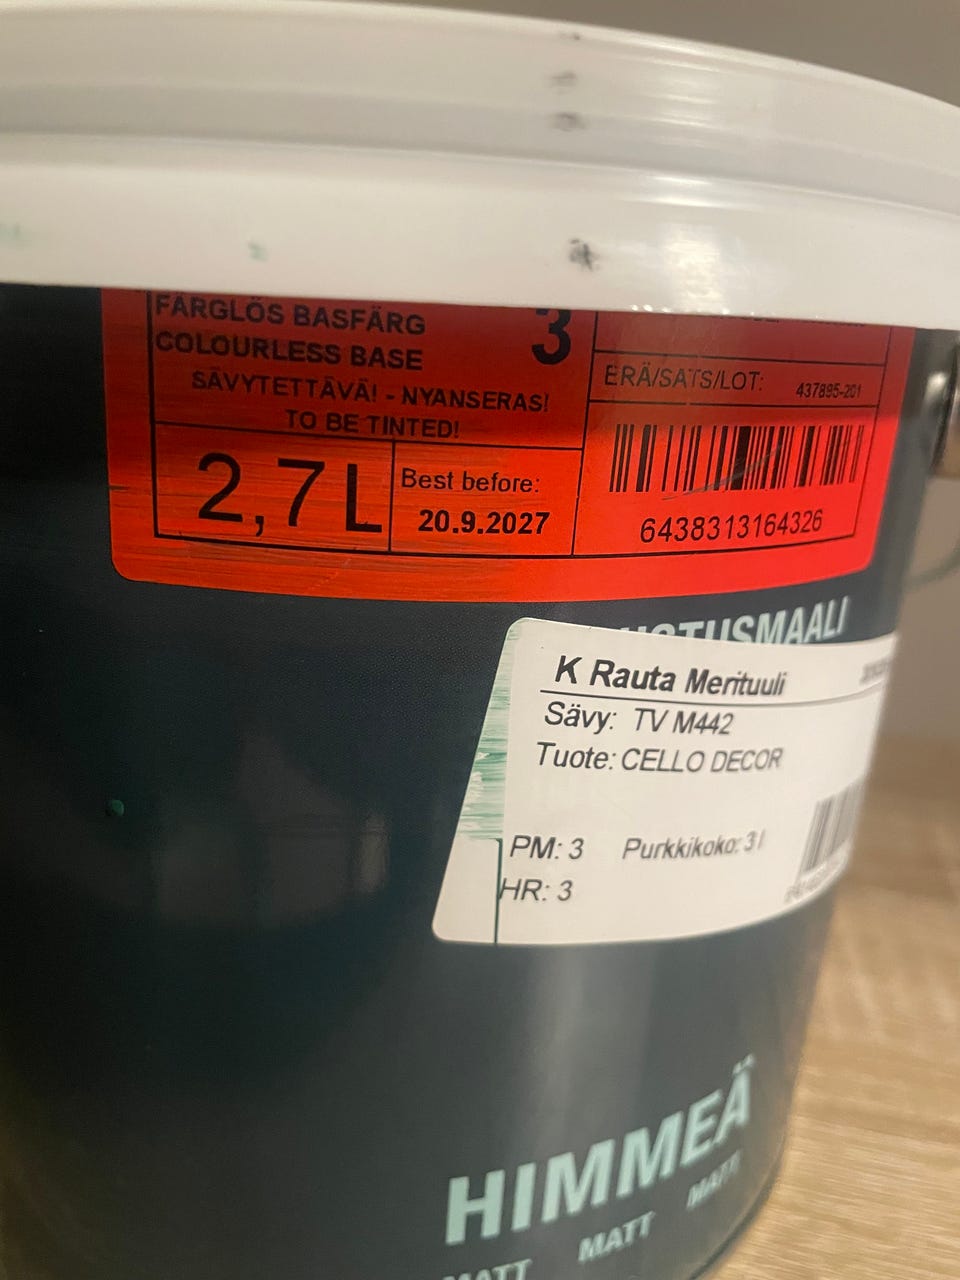 FÄRGLÖS BASFÄRG
COLOURLESS BASE
3
SÄVYTETTÄVÄ! - NYANSERAS!
TO BE TINTED!
2,7 L
Best before:
20.9.2027
ERÄ/SATS/LOT: 437895-201
6438313164326
K Rauta Merituuli
Sävy: TV M442
Tuote: CELLO DECOR
PM: 3 Purkkikoko: 3 l
HR: 3
HIMMEÄ
MATT MATT MATT